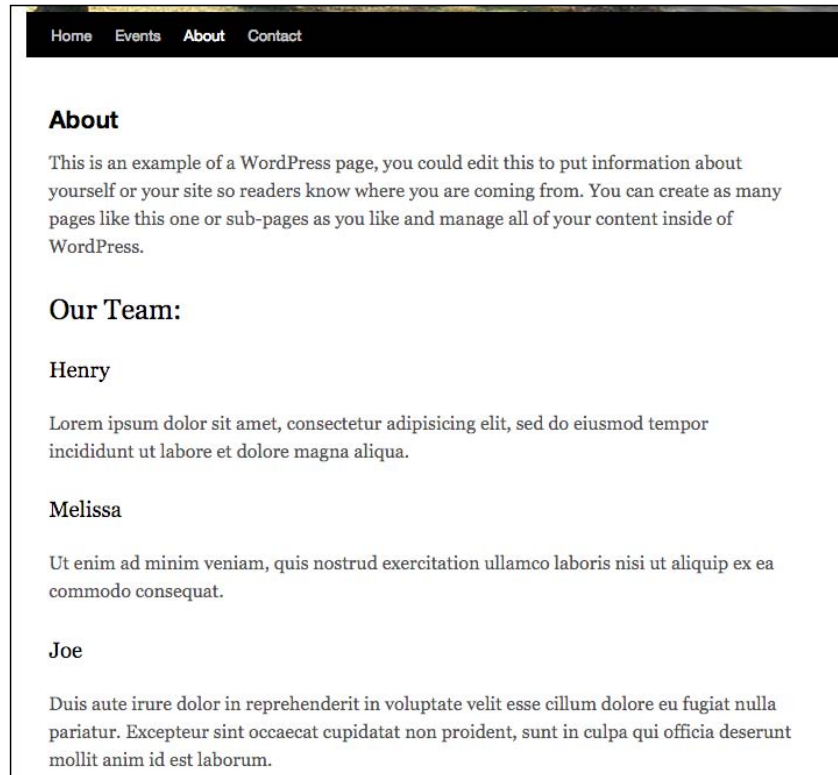 Home Events About Contact
About
This is an example of a WordPress page, you could edit this to put information about
yourself or your site so readers know where you are coming from. You can create as many
pages like this one or sub-pages as you like and manage all of your content inside of
WordPress.
Our Team:
Henry
Lorem ipsum dolor sit amet, consectetur adipisicing elit, sed do eiusmod tempor
incididunt ut labore et dolore magna aliqua.
Melissa
Ut enim ad minim veniam, quis nostrud exercitation ullamco laboris nisi ut aliquip ex ea
commodo consequat.
Joe
Duis aute irure dolor in reprehenderit in voluptate velit esse cillum dolore eu fugiat nulla
pariatur. Excepteur sint occaecat cupidatat non proident, sunt in culpa qui officia deserunt
mollit anim id est laborum.